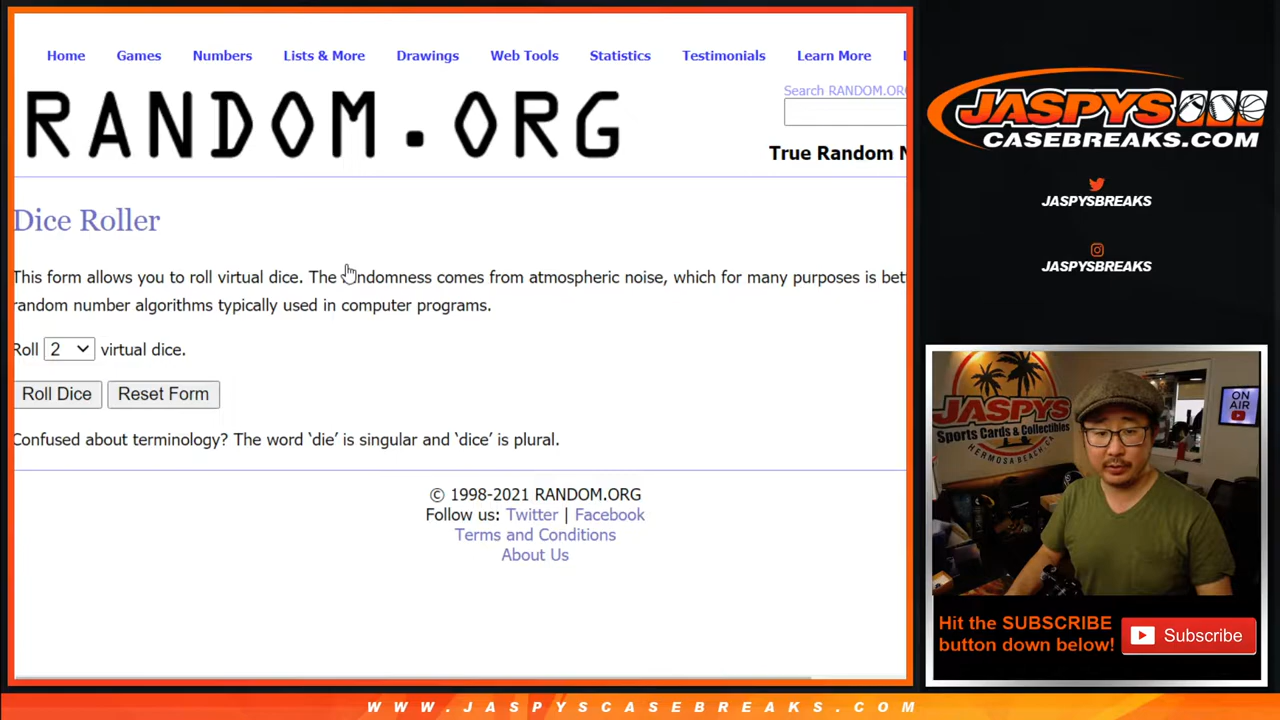 Home Games Numbers Lists & More Drawings Web Tools Statistics Testimonials Learn More
RANDOM.ORG
Search RANDOM.ORG
True Random N
Dice Roller
This form allows you to roll virtual dice. The randomness comes from atmospheric noise, which for many purposes is bet
random number algorithms typically used in computer programs.
Roll 2 virtual dice.
Roll Dice Reset Form
Confused about terminology? The word ‘die’ is singular and ‘dice’ is plural.
© 1998-2021 RANDOM.ORG
Follow us: Twitter | Facebook
Terms and Conditions
About Us
JASPYS
CASEBREAKS.COM
JASPYSBREAKS
JASPYSBREAKS
JASPYS
Sports Cards & Collectibles
HERMOSA BEACH, CA
ON
AIR
Hit the SUBSCRIBE
button down below!
Subscribe
WWW.JASPYSCASEBREAKS.COM